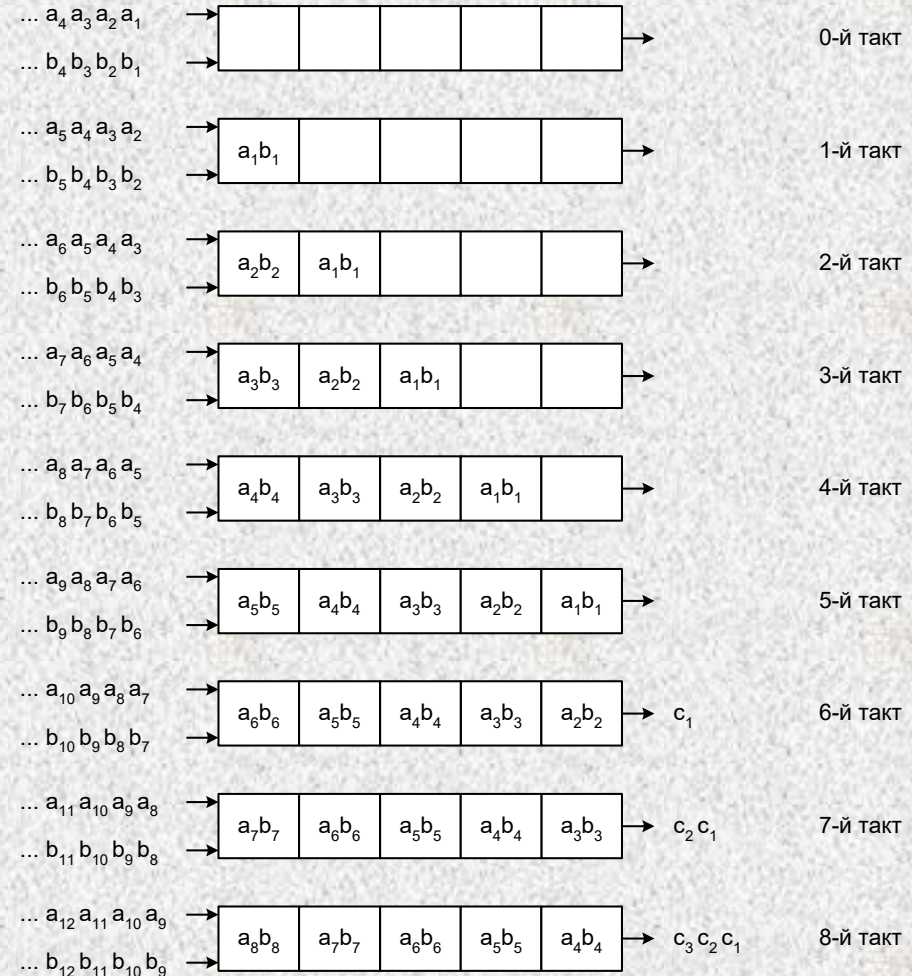 ... a₄ a₃ a₂ a₁
0-й такт
... b₄ b₃ b₂ b₁
... a₅ a₄ a₃ a₂
a₁b₁ 1-й такт
... b₅ b₄ b₃ b₂
... a₆ a₅ a₄ a₃
a₂b₂ a₁b₁ 2-й такт
... b₆ b₅ b₄ b₃
... a₇ a₆ a₅ a₄
a₃b₃ a₂b₂ a₁b₁ 3-й такт
... b₇ b₆ b₅ b₄
... a₈ a₇ a₆ a₅
a₄b₄ a₃b₃ a₂b₂ a₁b₁ 4-й такт
... b₈ b₇ b₆ b₅
... a₉ a₈ a₇ a₆
a₅b₅ a₄b₄ a₃b₃ a₂b₂ a₁b₁ 5-й такт
... b₉ b₈ b₇ b₆
... a₁₀ a₉ a₈ a₇
a₆b₆ a₅b₅ a₄b₄ a₃b₃ a₂b₂ c₁ 6-й такт
... b₁₀ b₉ b₈ b₇
... a₁₁ a₁₀ a₉ a₈
a₇b₇ a₆b₆ a₅b₅ a₄b₄ a₃b₃ c₂ c₁ 7-й такт
... b₁₁ b₁₀ b₉ b₈
... a₁₂ a₁₁ a₁₀ a₉
a₈b₈ a₇b₇ a₆b₆ a₅b₅ a₄b₄ c₃ c₂ c₁ 8-й такт
... b₁₂ b₁₁ b₁₀ b₉